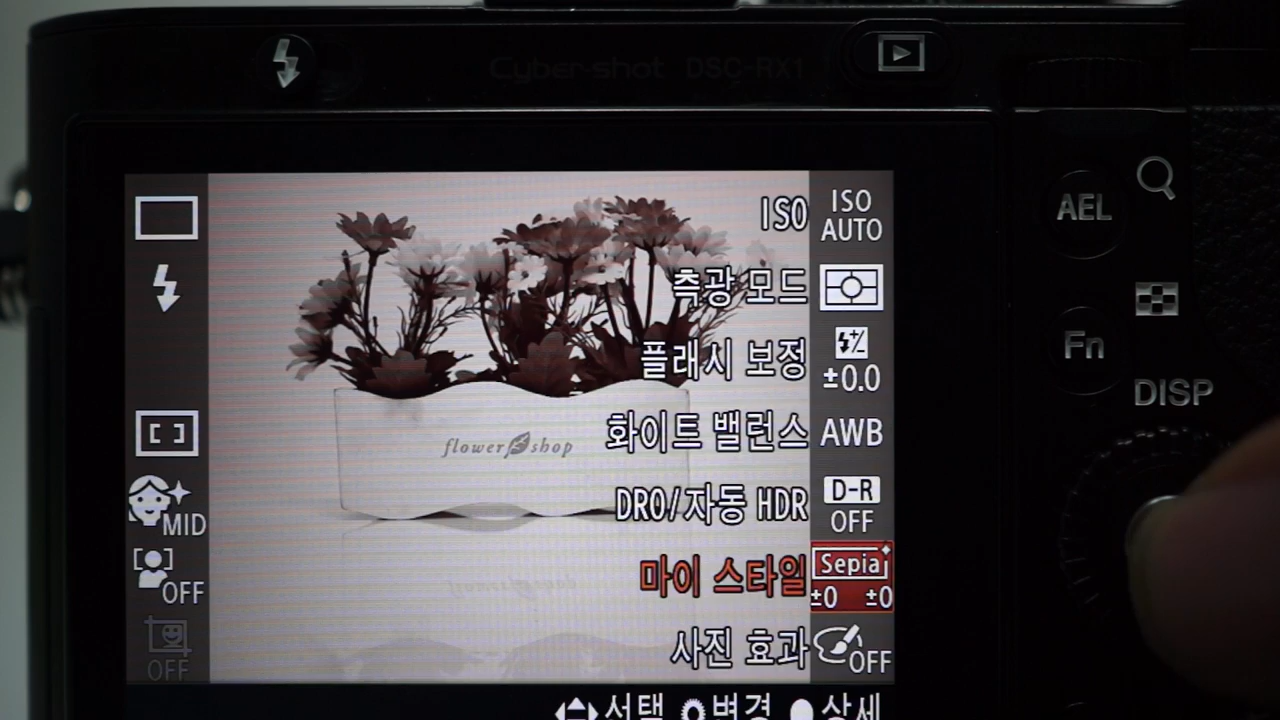 Cyber-shot DSC-RX1
ISO
ISO
AUTO
측광 모드
플래시 보정
±0.0
화이트 밸런스
AWB
DRO/자동 HDR
D-R
OFF
마이 스타일
Sepia
±0 ±0
사진 효과
OFF
MID
OFF
OFF
flower shop
선택 변경 상세
AEL
Fn
DISP